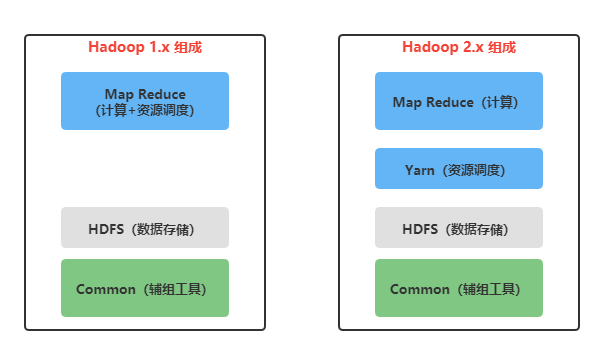 Hadoop 1.x 组成
Map Reduce
(计算+资源调度)
HDFS（数据存储）
Common（辅组工具）
Hadoop 2.x 组成
Map Reduce（计算）
Yarn（资源调度）
HDFS（数据存储）
Common（辅组工具）